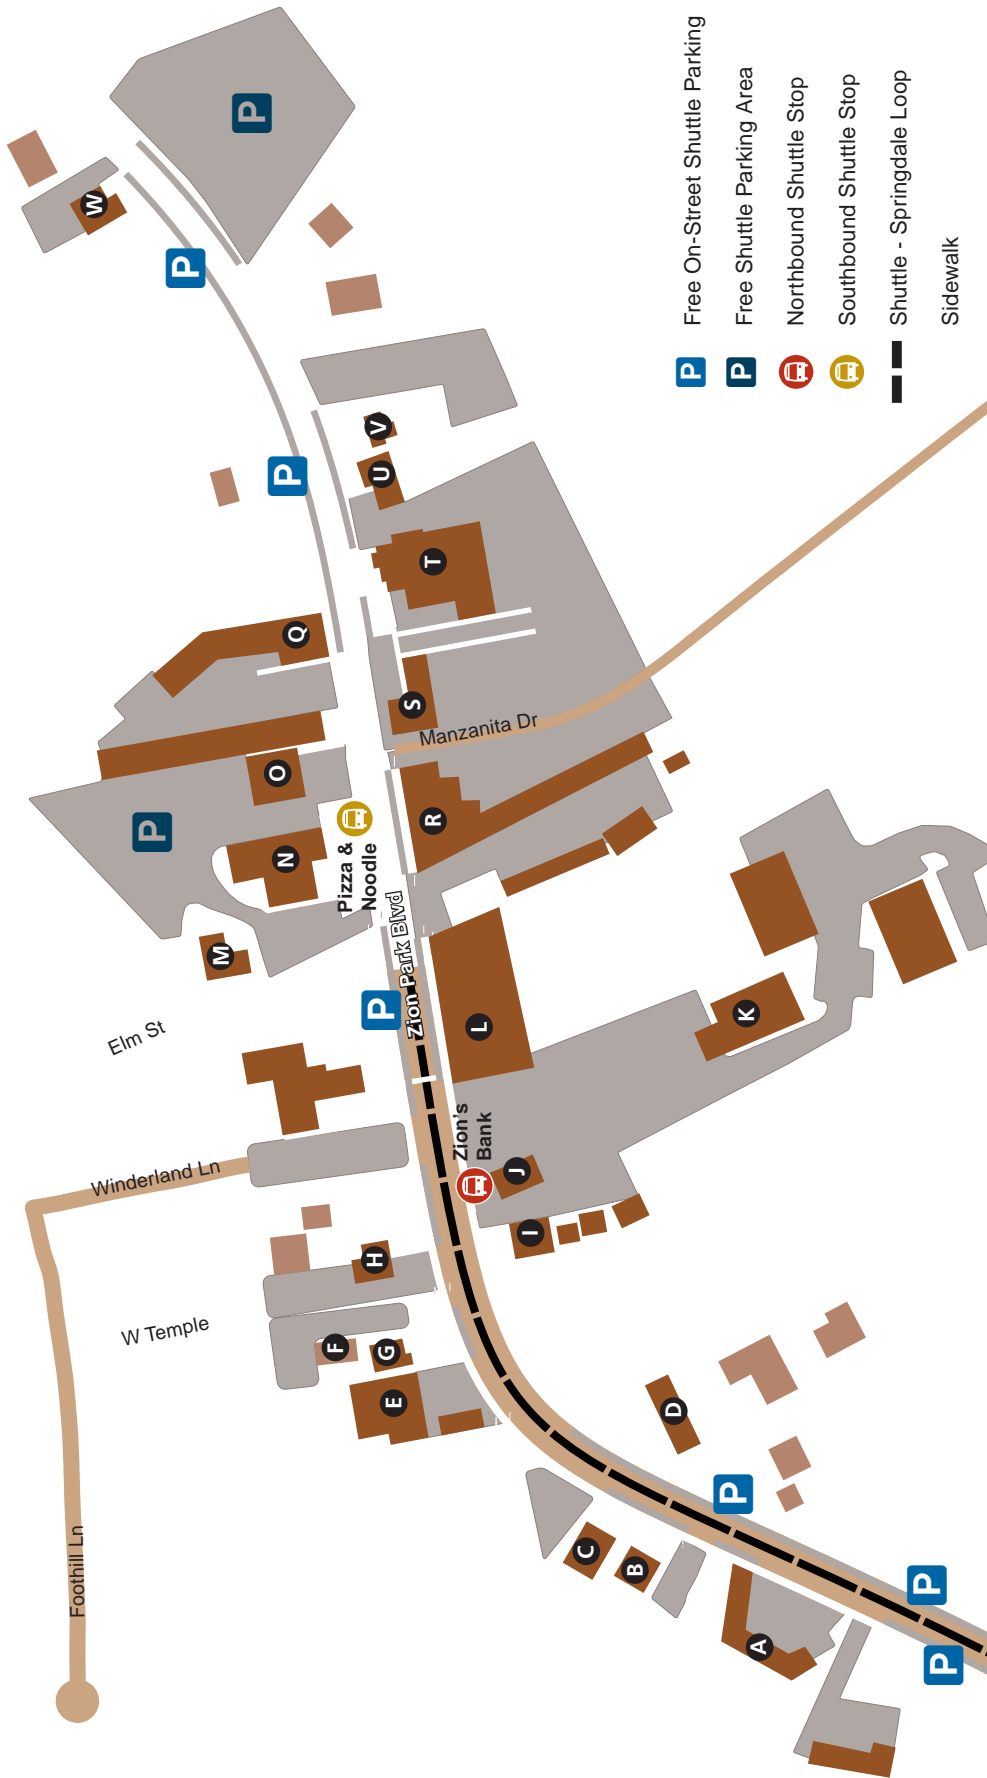 Free On-Street Shuttle Parking
Free Shuttle Parking Area
Northbound Shuttle Stop
Southbound Shuttle Stop
Shuttle - Springdale Loop
Sidewalk
P
P
Foothill Ln
Winderland Ln
W Temple
Elm St
Manzanita Dr
Zion Park Blvd
Pizza &
Noodle
Zion's
Bank
A
B
C
D
E
F
G
H
I
J
K
L
M
N
O
Q
R
S
T
U
V
W
P
P
P
P
P
P
P
P